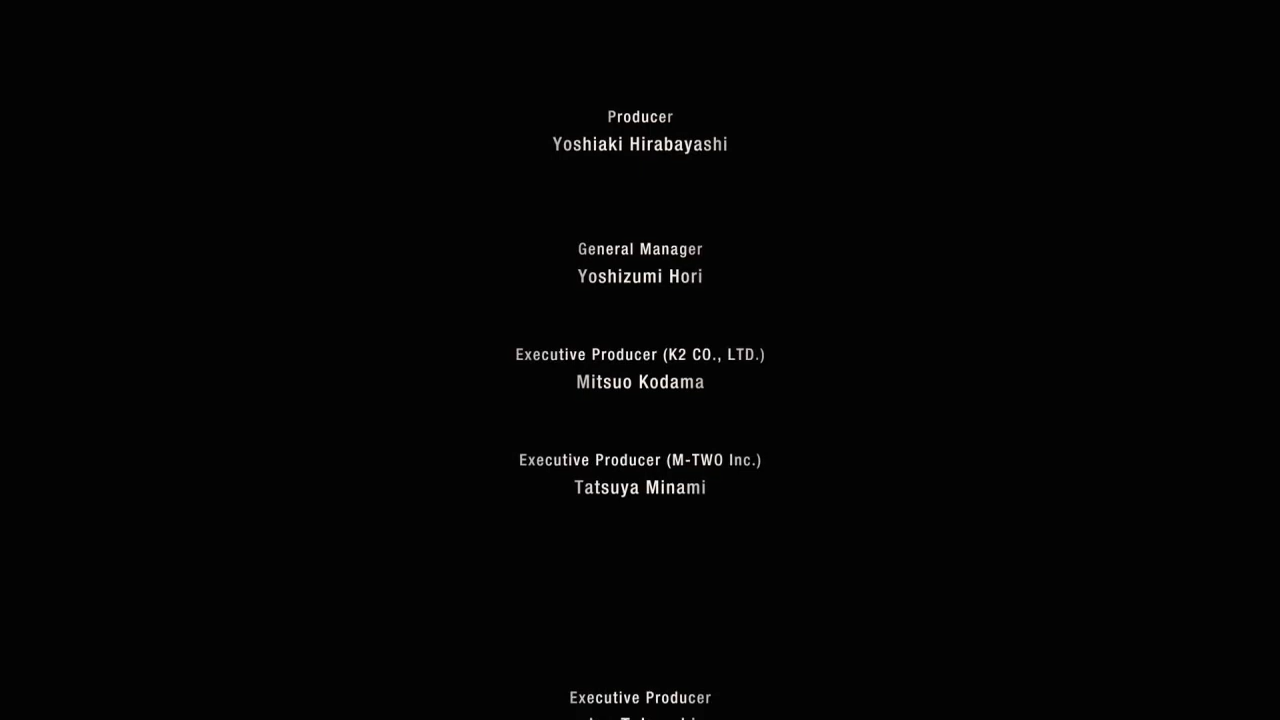 Producer
Yoshiaki Hirabayashi
General Manager
Yoshizumi Hori
Executive Producer (K2 CO., LTD.)
Mitsuo Kodama
Executive Producer (M-TWO Inc.)
Tatsuya Minami
Executive Producer